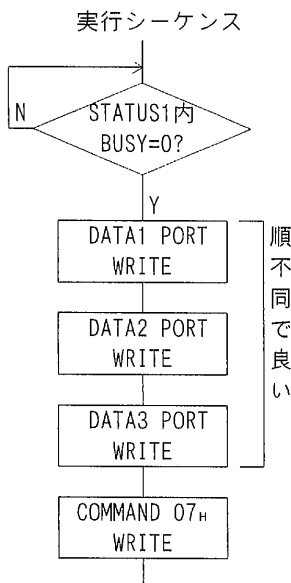 実行シーケンス
N
STATUS1内
BUSY=0?
Y
DATA1 PORT
WRITE
DATA2 PORT
WRITE
DATA3 PORT
WRITE
順不同で良い
COMMAND 07H
WRITE